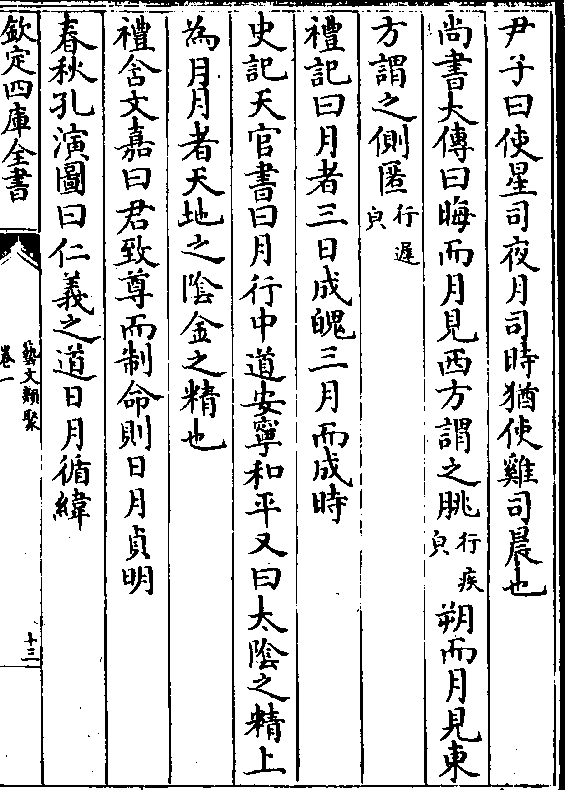 尹子曰使星司夜月司時猶使雞司晨也
尚書大傳曰晦而月見西方謂之朓行疾皃朔而月見東
方謂之側匿行遲皃
禮記曰月者三日成魄三月而成時
史記天官書曰月行中道安寧和平又曰太陰之精上
為月月者天地之陰金之精也
禮含文嘉曰君致尊而制命則日月貞明
春秋孔演圖曰仁義之道日月循緯
欽定四庫全書
藝文類聚
卷一
十三